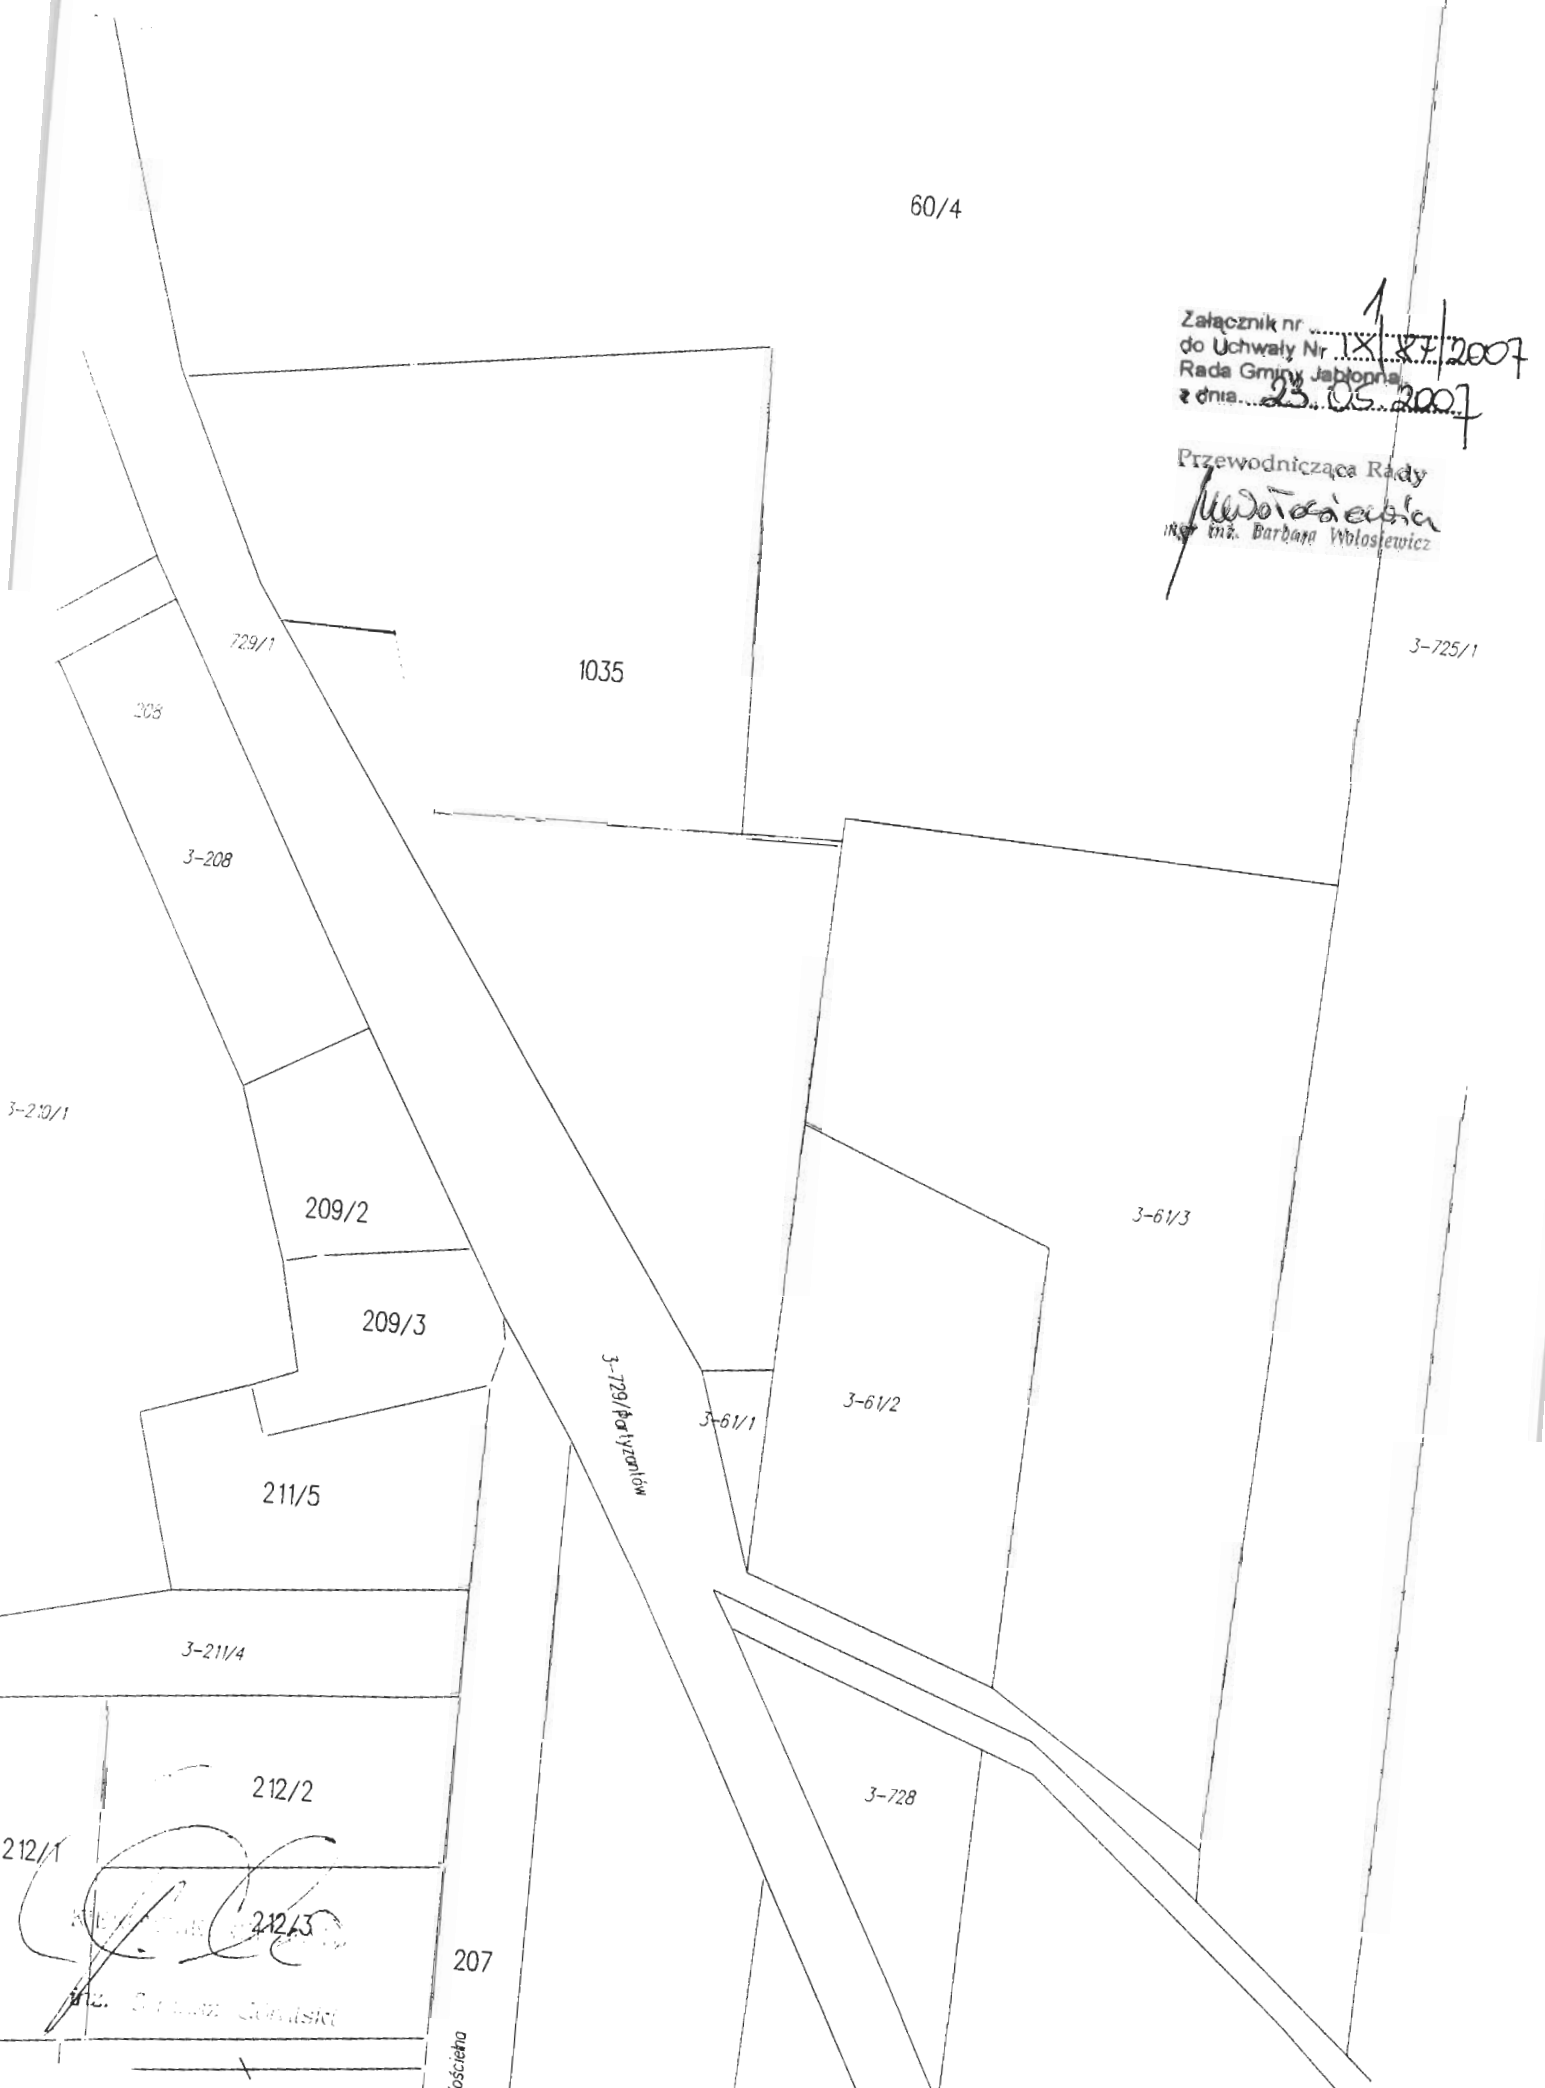 60/4
Załącznik nr 1
do Uchwały Nr IX/87/2007
Rada Gminy Jabłonna
z dnia 23.05.2007
Przewodnicząca Rady
mgr inż. Barbara Wołosiewicz
729/1
1035
3-725/1
208
3-208
3-210/1
209/2
3-61/3
209/3
3-729/Partyzantów
3-61/1
3-61/2
211/5
3-211/4
212/2
3-728
212/1
212/3
207
inż.
ościelna